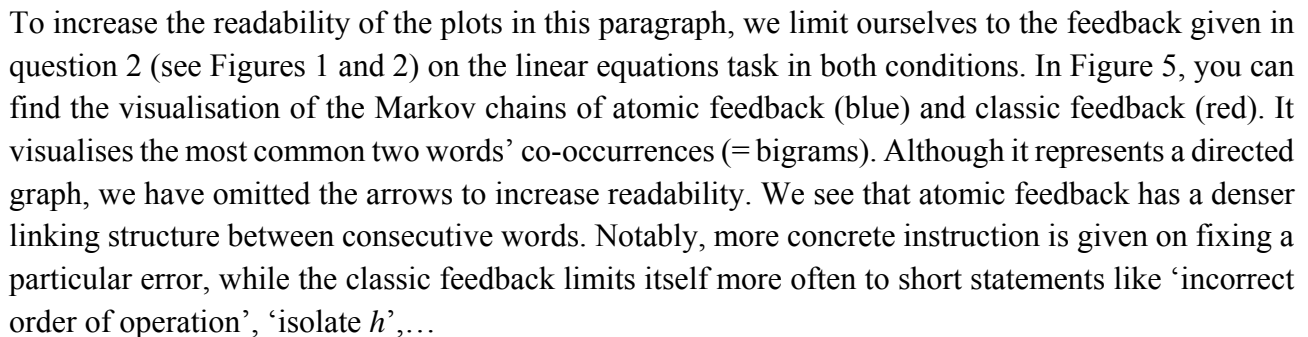 To increase the readability of the plots in this paragraph, we limit ourselves to the feedback given in
question 2 (see Figures 1 and 2) on the linear equations task in both conditions. In Figure 5, you can
find the visualisation of the Markov chains of atomic feedback (blue) and classic feedback (red). It
visualises the most common two words’ co-occurrences (= bigrams). Although it represents a directed
graph, we have omitted the arrows to increase readability. We see that atomic feedback has a denser
linking structure between consecutive words. Notably, more concrete instruction is given on fixing a
particular error, while the classic feedback limits itself more often to short statements like ‘incorrect
order of operation’, ‘isolate h’,…